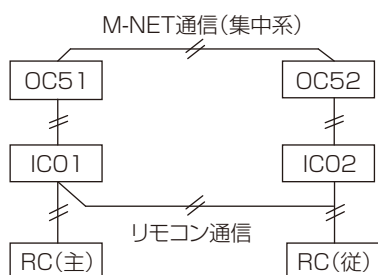 M-NET通信(集中系)
OC51
OC52
IC01
IC02
リモコン通信
RC(主)
RC(従)